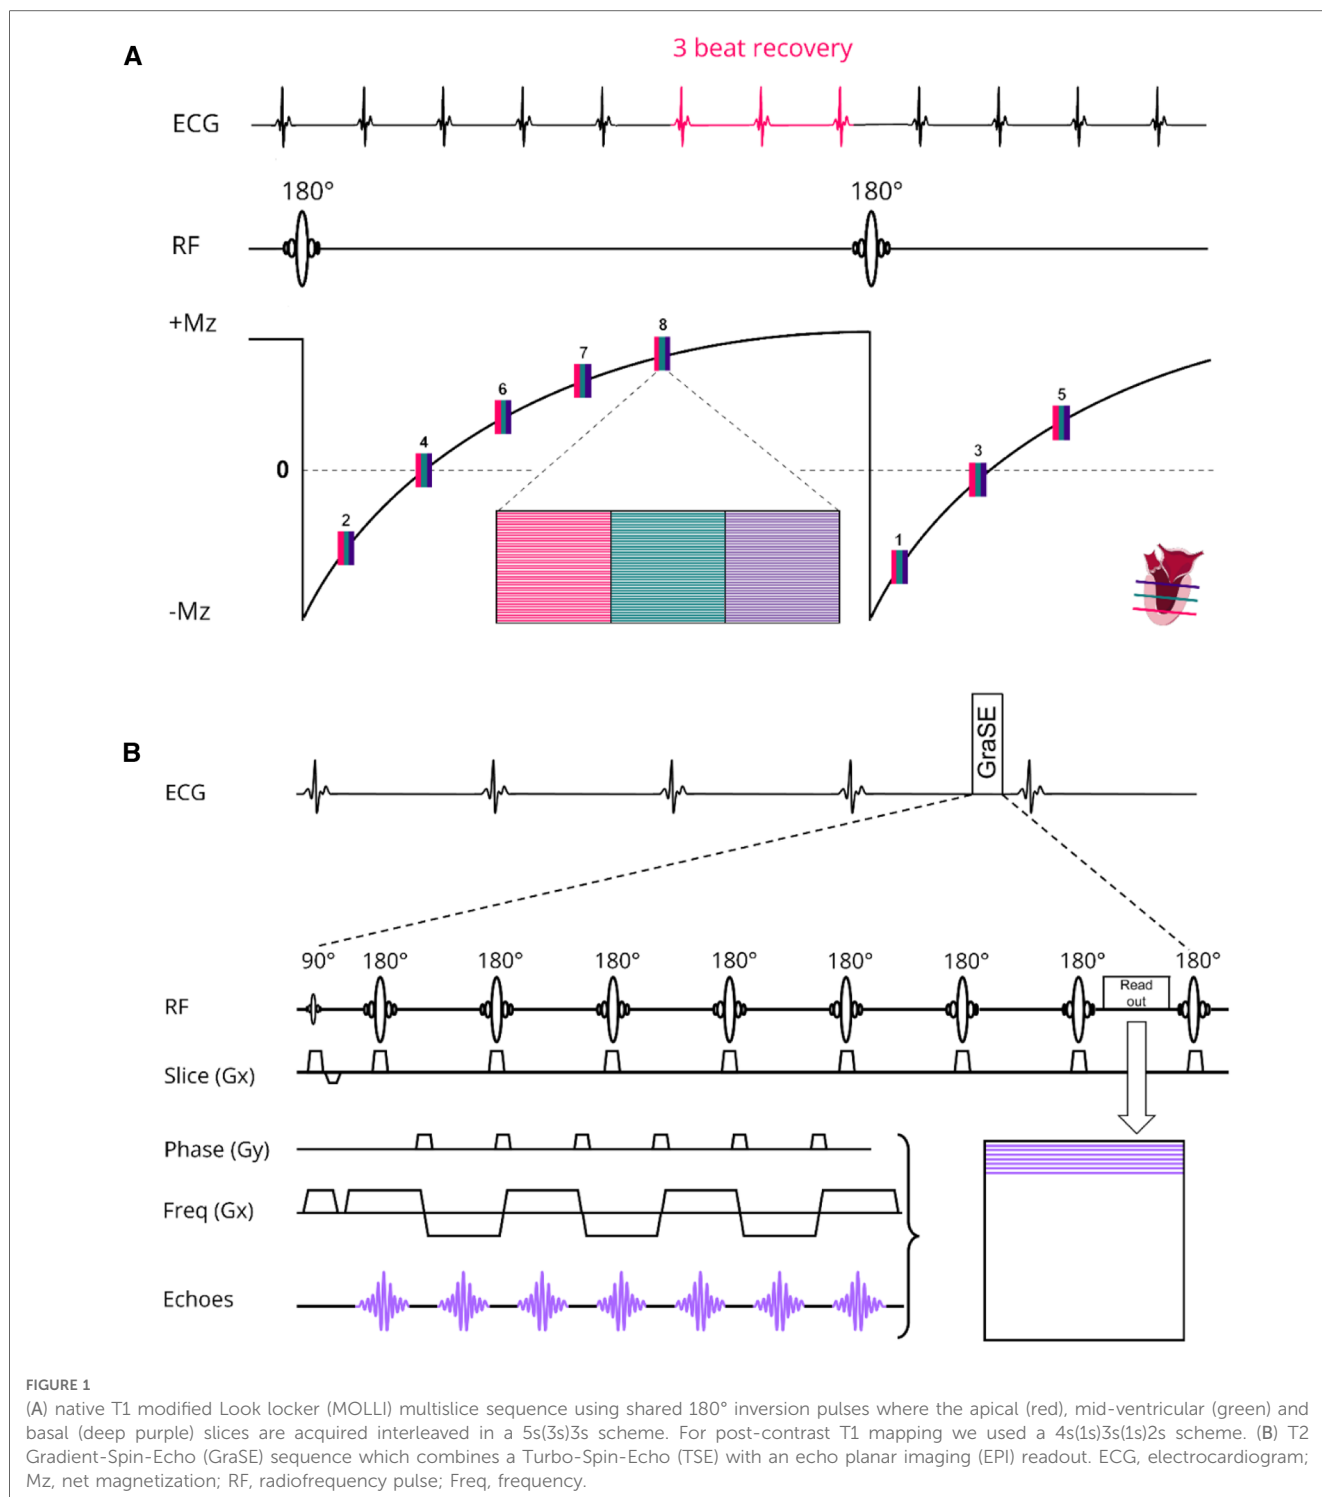 A
3 beat recovery
ECG
180° 180°
RF
+Mz
8
7
6
5
4
3
0
2
1
-Mz
GraSE
B
ECG
90° 180° 180° 180° 180° 180° 180° 180° 180°
RF
Read
out
Slice (Gx)
Phase (Gy)
Freq (Gx)
Echoes
FIGURE 1
(A) native T1 modified Look locker (MOLLI) multislice sequence using shared 180° inversion pulses where the apical (red), mid-ventricular (green) and
basal (deep purple) slices are acquired interleaved in a 5s(3s)3s scheme. For post-contrast T1 mapping we used a 4s(1s)3s(1s)2s scheme. (B) T2
Gradient-Spin-Echo (GraSE) sequence which combines a Turbo-Spin-Echo (TSE) with an echo planar imaging (EPI) readout. ECG, electrocardiogram;
Mz, net magnetization; RF, radiofrequency pulse; Freq, frequency.